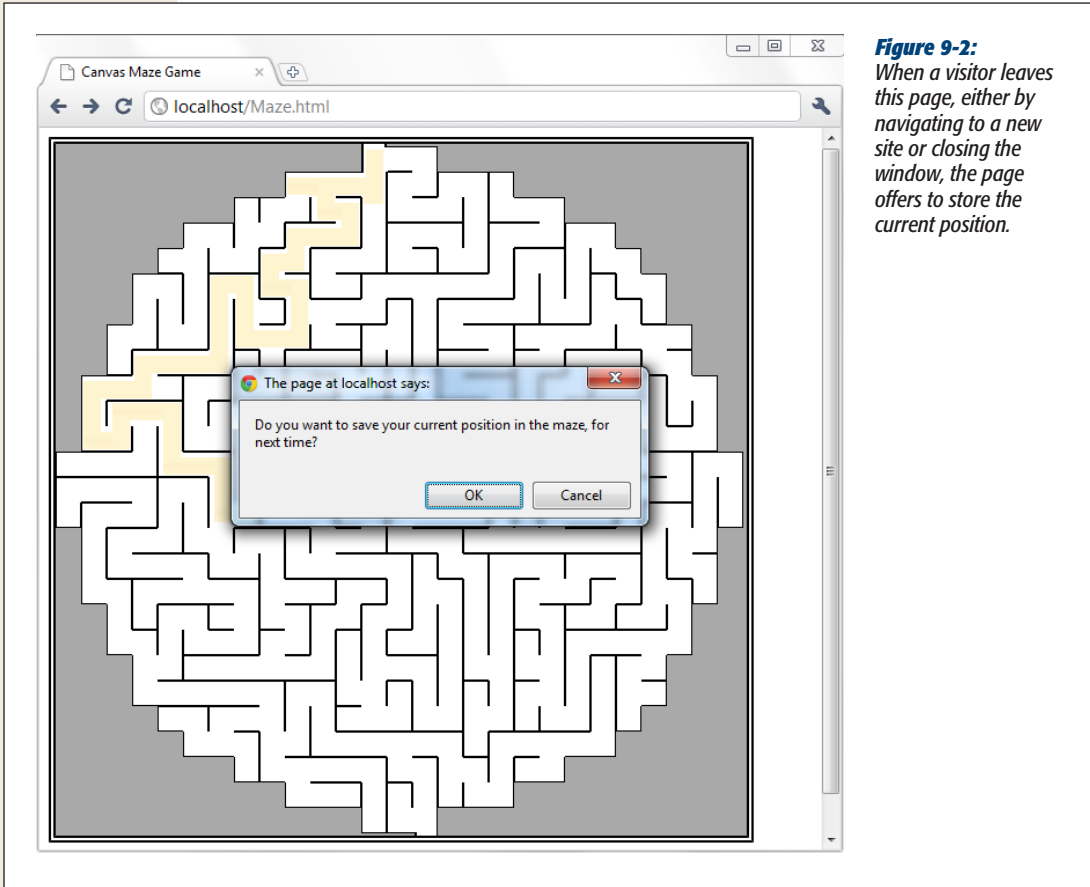 Canvas Maze Game
localhost/Maze.html
The page at localhost says:
Do you want to save your current position in the maze, for
next time?
OK
Cancel
Figure 9-2:
When a visitor leaves
this page, either by
navigating to a new
site or closing the
window, the page
offers to store the
current position.